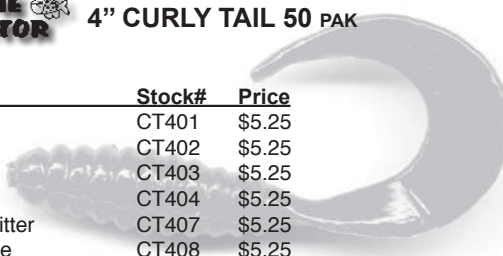 4” CURLY TAIL 50 PAK
Stock# Price
CT401 $5.25
CT402 $5.25
CT403 $5.25
CT404 $5.25
CT407 $5.25
CT408 $5.25